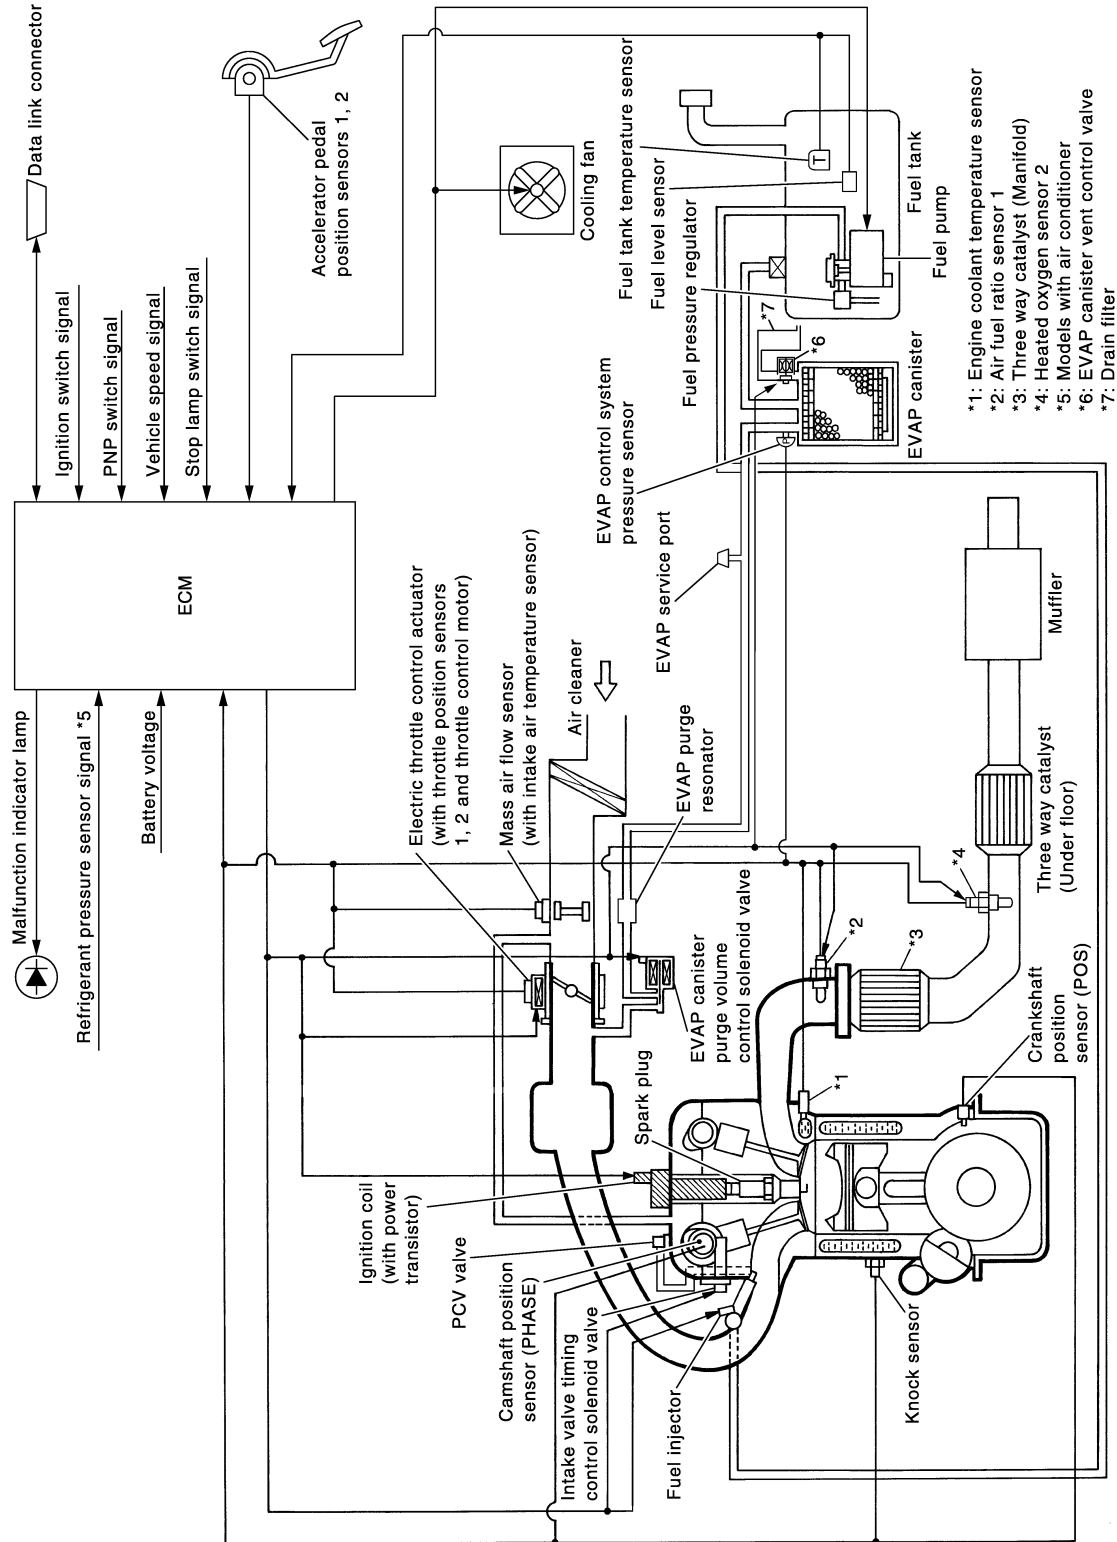 Data link connector
Ignition switch signal
PNP switch signal
Vehicle speed signal
Stop lamp switch signal
Accelerator pedal
position sensors 1, 2
ECM
Malfunction indicator lamp
Refrigerant pressure sensor signal *5
Battery voltage
Cooling fan
Fuel tank temperature sensor
Fuel level sensor
Fuel pressure regulator
Fuel tank
Fuel pump
*7
*6
EVAP canister
EVAP control system
pressure sensor
EVAP service port
Electric throttle control actuator
(with throttle position sensors
1, 2 and throttle control motor)
Mass air flow sensor
(with intake air temperature sensor)
Air cleaner
EVAP purge
resonator
EVAP canister
purge volume
control solenoid valve
Muffler
Three way catalyst
(Under floor)
*4
*2
*3
*1
T
Crankshaft
position
sensor (POS)
Spark plug
Ignition coil
(with power
transistor)
PCV valve
Camshaft position
sensor (PHASE)
Intake valve timing
control solenoid valve
Fuel injector
Knock sensor
*1: Engine coolant temperature sensor
*2: Air fuel ratio sensor 1
*3: Three way catalyst (Manifold)
*4: Heated oxygen sensor 2
*5: Models with air conditioner
*6: EVAP canister vent control valve
*7: Drain filter